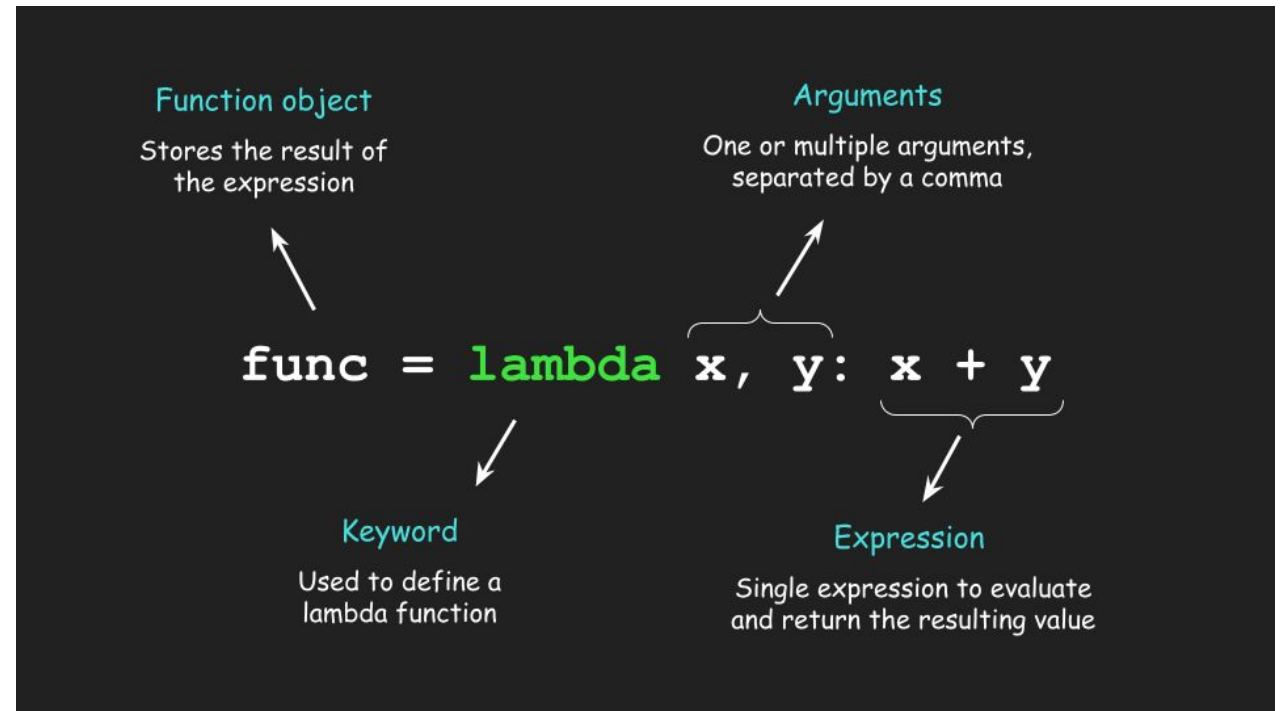 Function object
Stores the result of
the expression
Arguments
One or multiple arguments,
separated by a comma
func = lambda x, y: x + y
Keyword
Used to define a
lambda function
Expression
Single expression to evaluate
and return the resulting value